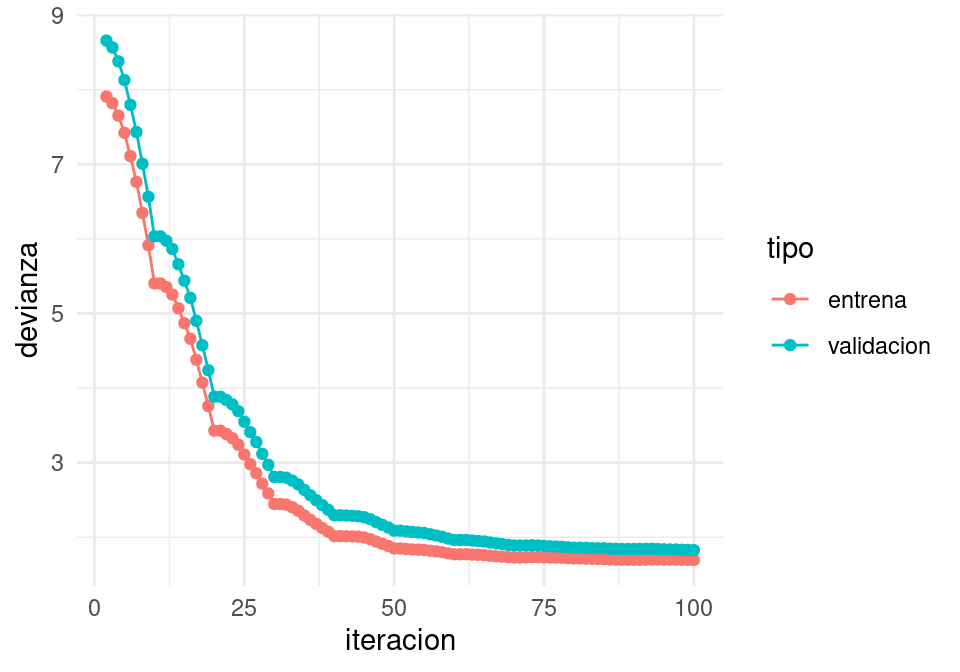 9
7
5
3
devianza
0 25 50 75 100
iteracion
tipo
entrena
validacion